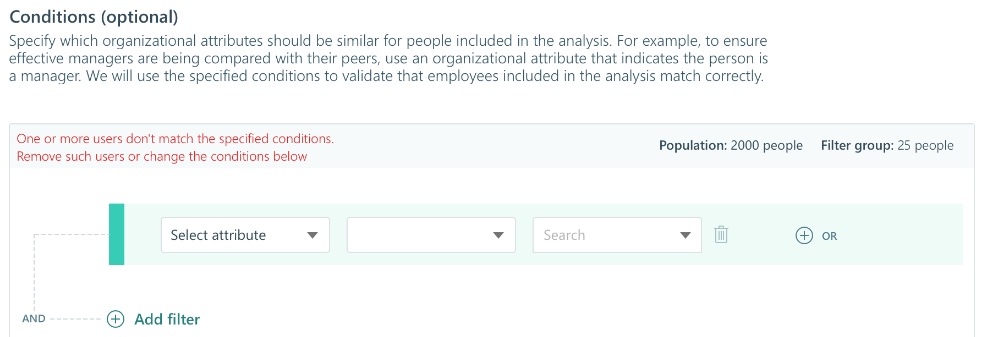 Conditions (optional)
Specify which organizational attributes should be similar for people included in the analysis. For example, to ensure
effective managers are being compared with their peers, use an organizational attribute that indicates the person is
a manager. We will use the specified conditions to validate that employees included in the analysis match correctly.
One or more users don't match the specified conditions.
Remove such users or change the conditions below
Population: 2000 people Filter group: 25 people
Select attribute Search OR
AND Add filter